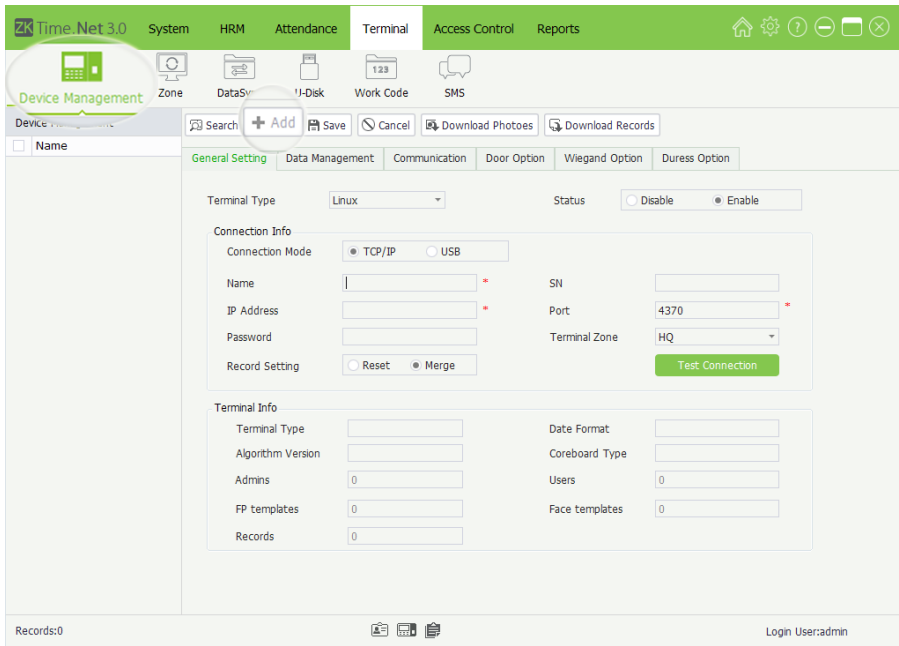 ZK Time.Net 3.0 System HRM Attendance Terminal Access Control Reports
Device Management Zone DataSy U-Disk 123 Work Code SMS
Device
Search Add Save Cancel Download Photoes Download Records
Name
General Setting Data Management Communication Door Option Wiegand Option Duress Option
Terminal Type Linux Status Disable Enable
Connection Info
Connection Mode TCP/IP USB
Name * SN
IP Address * Port 4370 *
Password Terminal Zone HQ
Record Setting Reset Merge Test Connection
Terminal Info
Terminal Type Date Format
Algorithm Version Coreboard Type
Admins 0 Users 0
FP templates 0 Face templates 0
Records 0
Records:0 Login User:admin